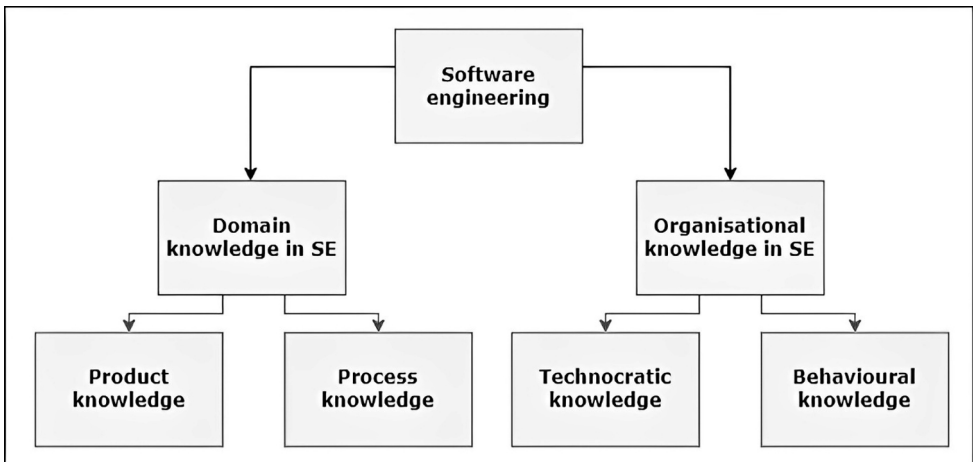 Software
engineering
Domain
knowledge in SE
Organisational
knowledge in SE
Product
knowledge
Process
knowledge
Technocratic
knowledge
Behavioural
knowledge